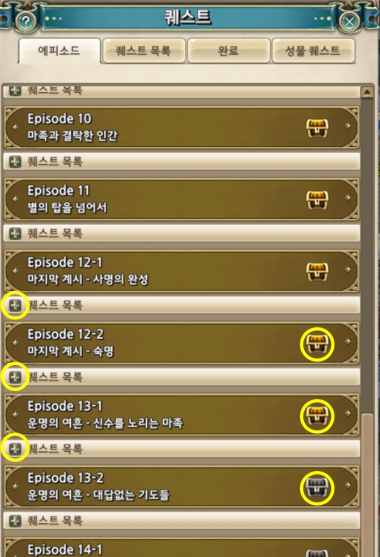 퀘스트
에피소드 퀘스트 목록 완료 성물 퀘스트
퀘스트 목록
Episode 10
마족과 결탁한 인간
퀘스트 목록
Episode 11
별의 탑을 넘어서
퀘스트 목록
Episode 12-1
마지막 계시 - 사명의 완성
퀘스트 목록
Episode 12-2
마지막 계시 - 숙명
퀘스트 목록
Episode 13-1
운명의 여흔 - 신수를 노리는 마족
퀘스트 목록
Episode 13-2
운명의 여흔 - 대답없는 기도들
퀘스트 목록
Episode 14-1